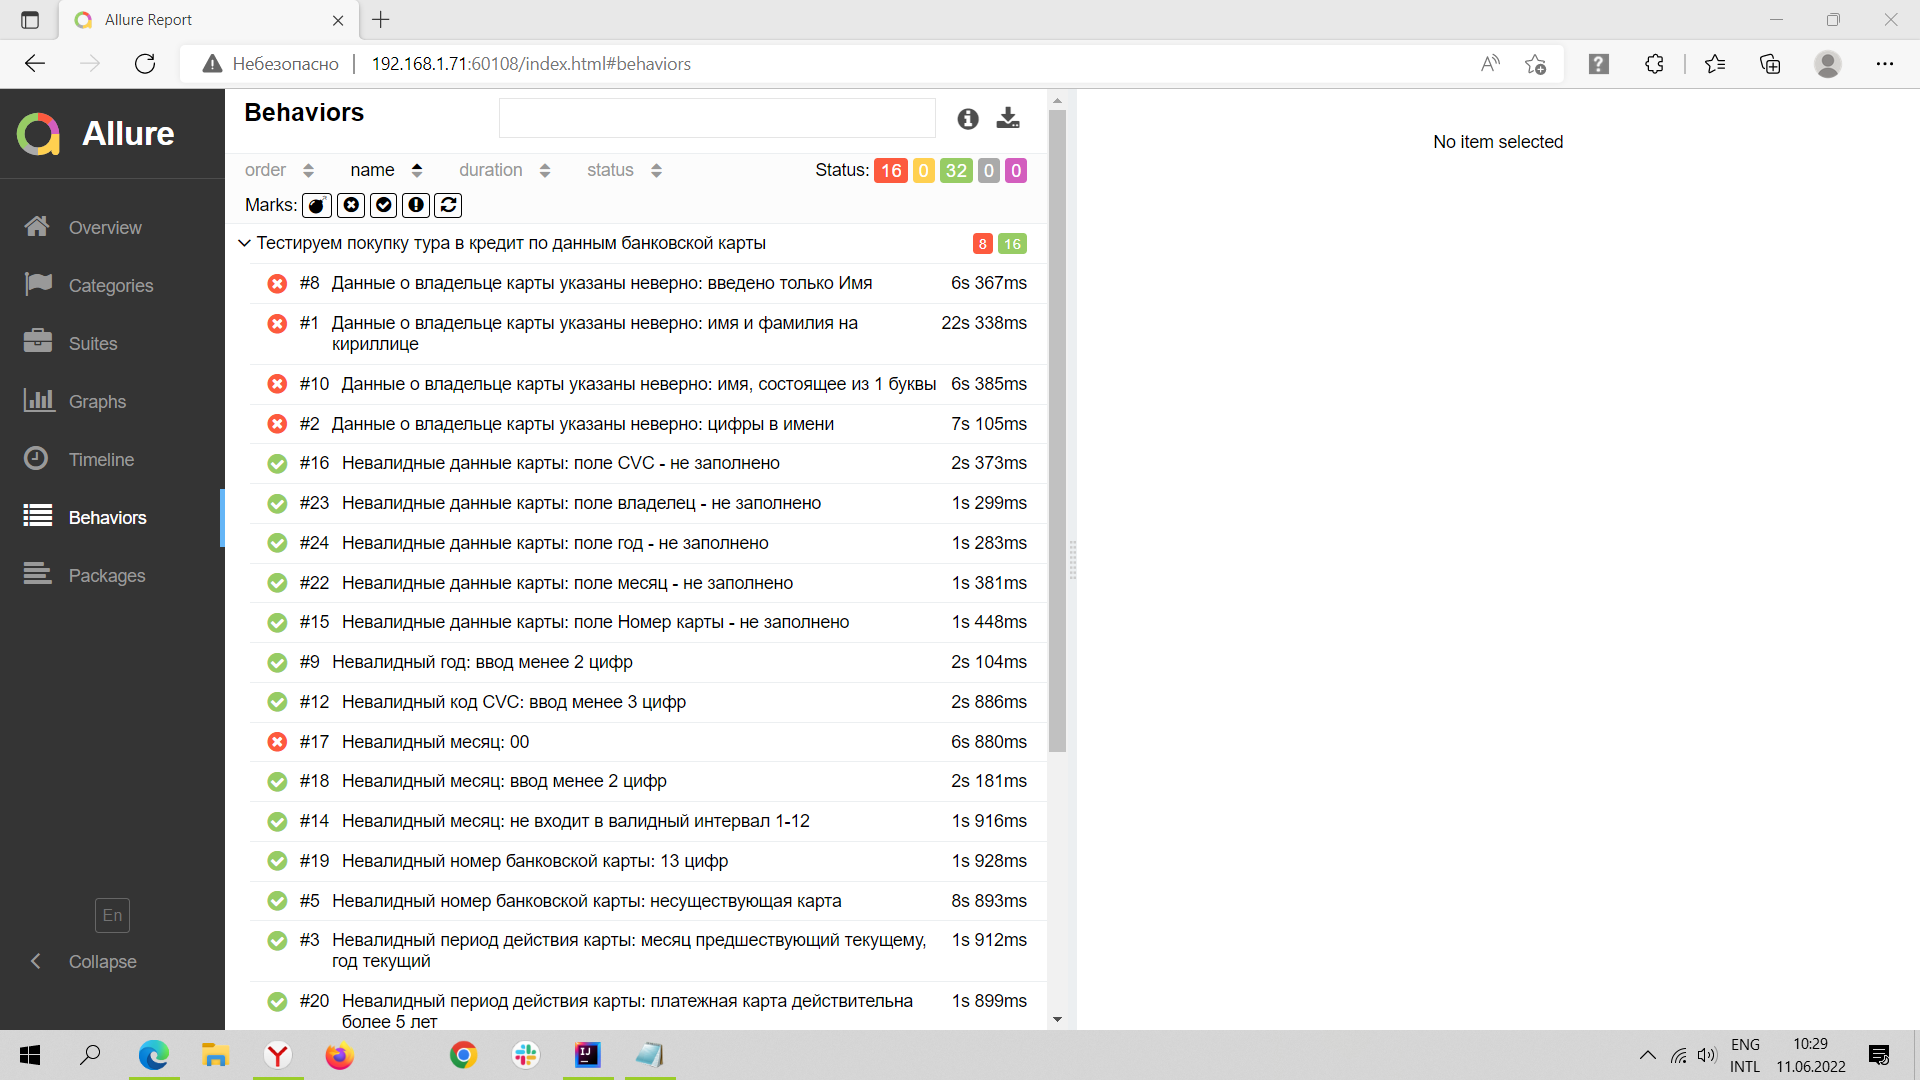 Allure Report
Небезопасно
192.168.1.71:60108/index.html#behaviors
Allure
Overview
Categories
Suites
Graphs
Timeline
Behaviors
Packages
En
Collapse
Behaviors
order name duration status Status: 16 0 32 0 0
Marks:
Тестируем покупку тура в кредит по данным банковской карты 8 16
#8 Данные о владельце карты указаны неверно: введено только Имя 6s 367ms
#1 Данные о владельце карты указаны неверно: имя и фамилия на 22s 338ms
кириллице
#10 Данные о владельце карты указаны неверно: имя, состоящее из 1 буквы 6s 385ms
#2 Данные о владельце карты указаны неверно: цифры в имени 7s 105ms
#16 Невалидные данные карты: поле CVC - не заполнено 2s 373ms
#23 Невалидные данные карты: поле владелец - не заполнено 1s 299ms
#24 Невалидные данные карты: поле год - не заполнено 1s 283ms
#22 Невалидные данные карты: поле месяц - не заполнено 1s 381ms
#15 Невалидные данные карты: поле Номер карты - не заполнено 1s 448ms
#9 Невалидный год: ввод менее 2 цифр 2s 104ms
#12 Невалидный код CVC: ввод менее 3 цифр 2s 886ms
#17 Невалидный месяц: 00 6s 880ms
#18 Невалидный месяц: ввод менее 2 цифр 2s 181ms
#14 Невалидный месяц: не входит в валидный интервал 1-12 1s 916ms
#19 Невалидный номер банковской карты: 13 цифр 1s 928ms
#5 Невалидный номер банковской карты: несуществующая карта 8s 893ms
#3 Невалидный период действия карты: месяц предшествующий текущему, 1s 912ms
год текущий
#20 Невалидный период действия карты: платежная карта действительна 1s 899ms
более 5 лет
No item selected
ENG
INTL
10:29
11.06.2022